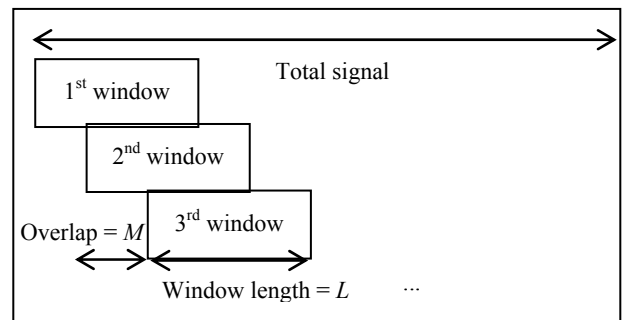 Total signal
1st window
2nd window
3rd window
Overlap = M
Window length = L ...